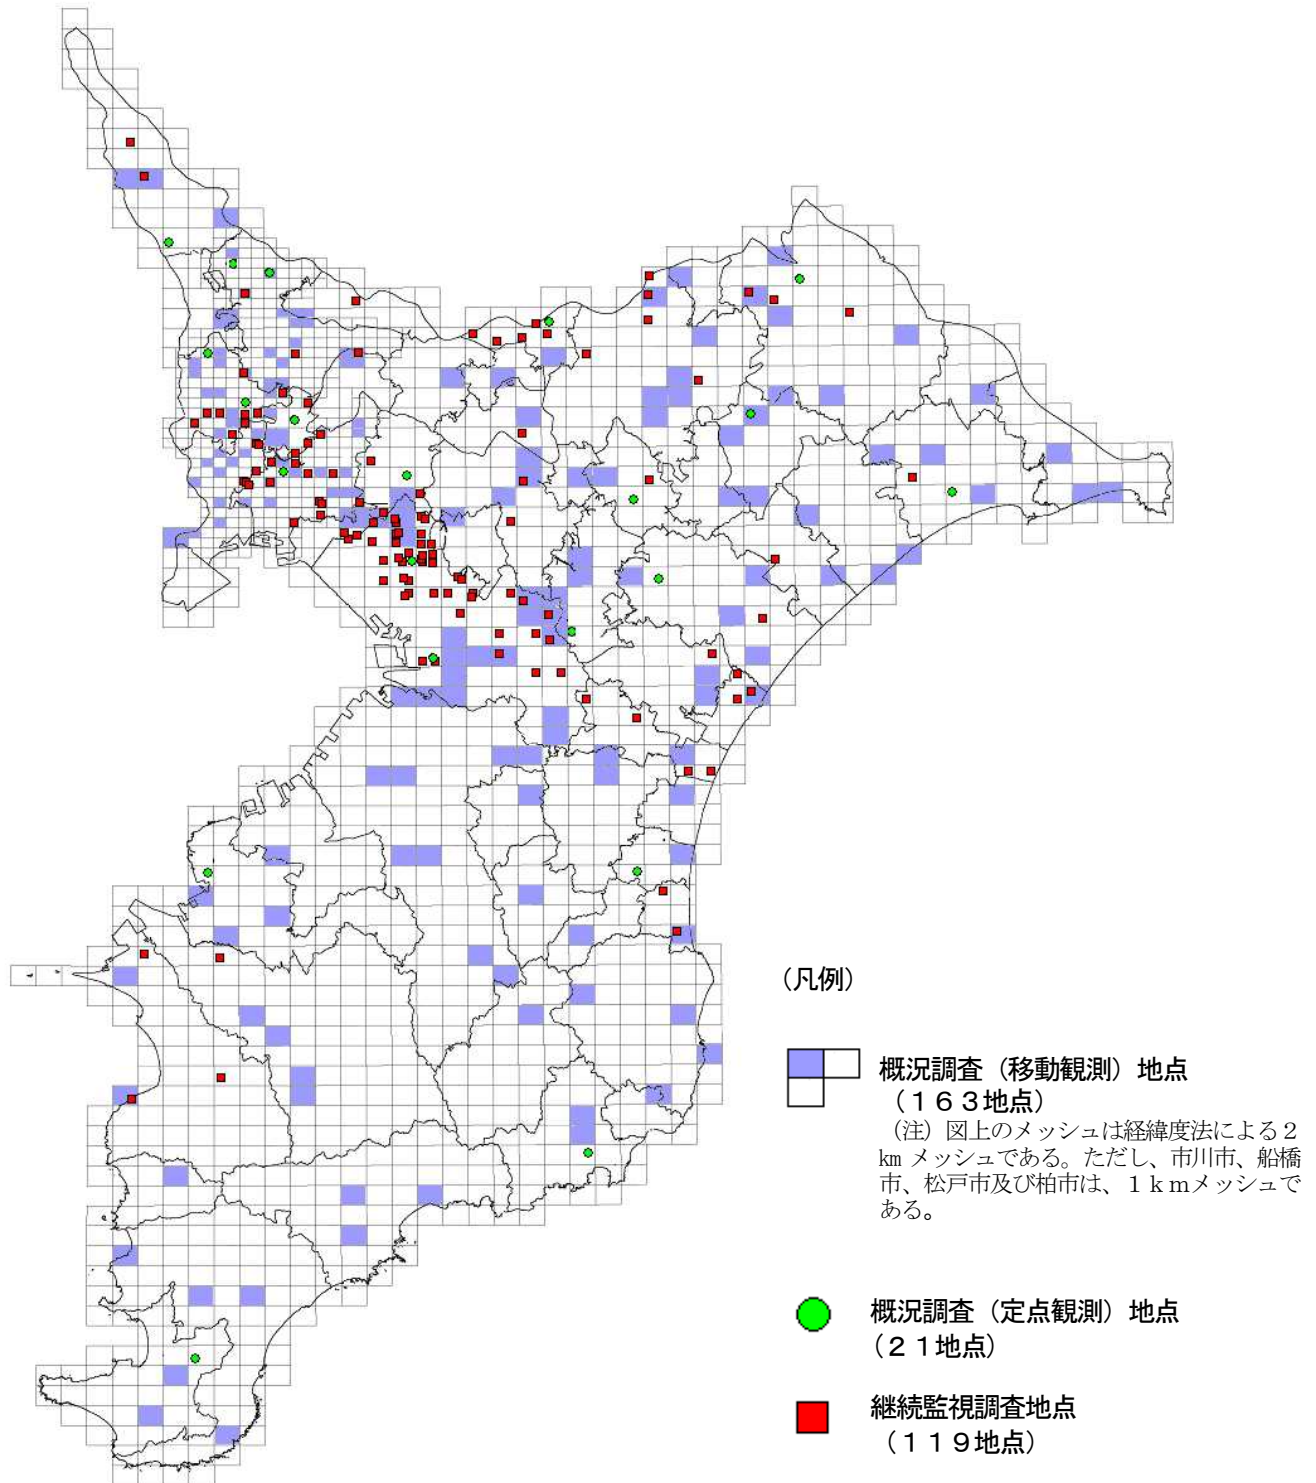 (凡例)
概況調査（移動観測）地点
（１６３地点）
（注）図上のメッシュは経緯度法による２
km メッシュである。ただし、市川市、船橋
市、松戸市及び柏市は、１ｋｍメッシュで
ある。
概況調査（定点観測）地点
（２１地点）
継続監視調査地点
（１１９地点）